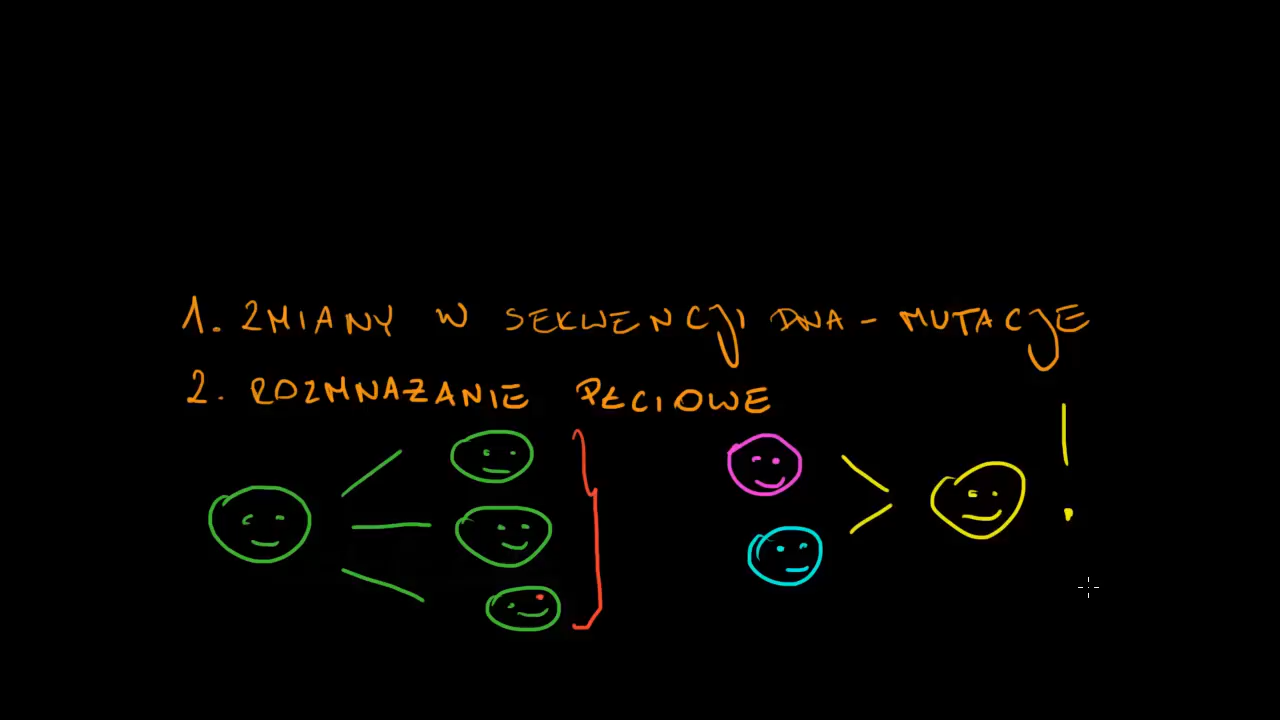 1. ZMIANY W SEKWENCJI DNA - MUTACJE
2. ROZMNAŻANIE PŁCIOWE
!